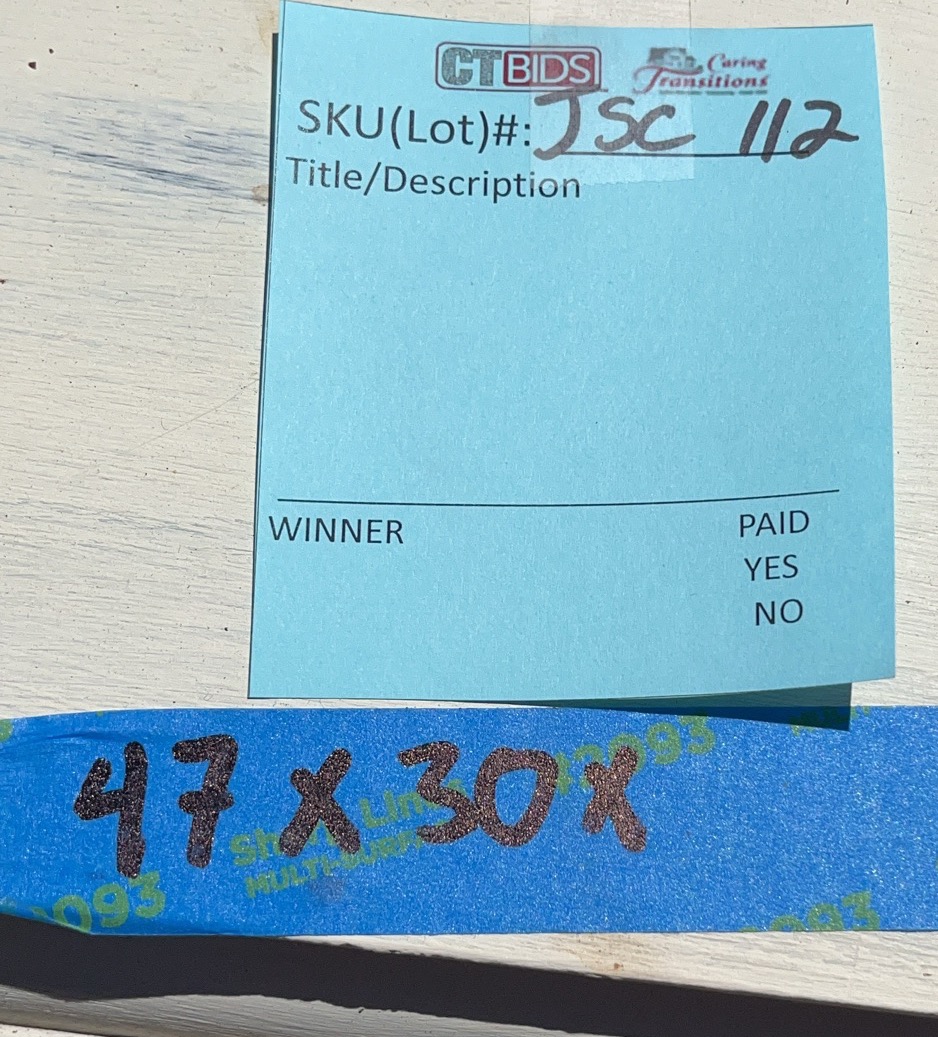 CTBIDS Caring Transitions
SKU(Lot)#: JSC 112
Title/Description
WINNER PAID
YES
NO
47 x 30 x